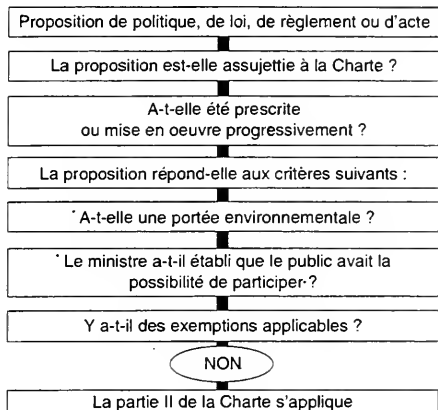 Proposition de politique, de loi, de règlement ou d'acte
La proposition est-elle assujettie à la Charte ?
A-t-elle été prescrite
ou mise en oeuvre progressivement ?
La proposition répond-elle aux critères suivants :
• A-t-elle une portée environnementale ?
• Le ministre a-t-il établi que le public avait la
possibilité de participer ?
Y a-t-il des exemptions applicables ?
NON
La partie II de la Charte s'applique